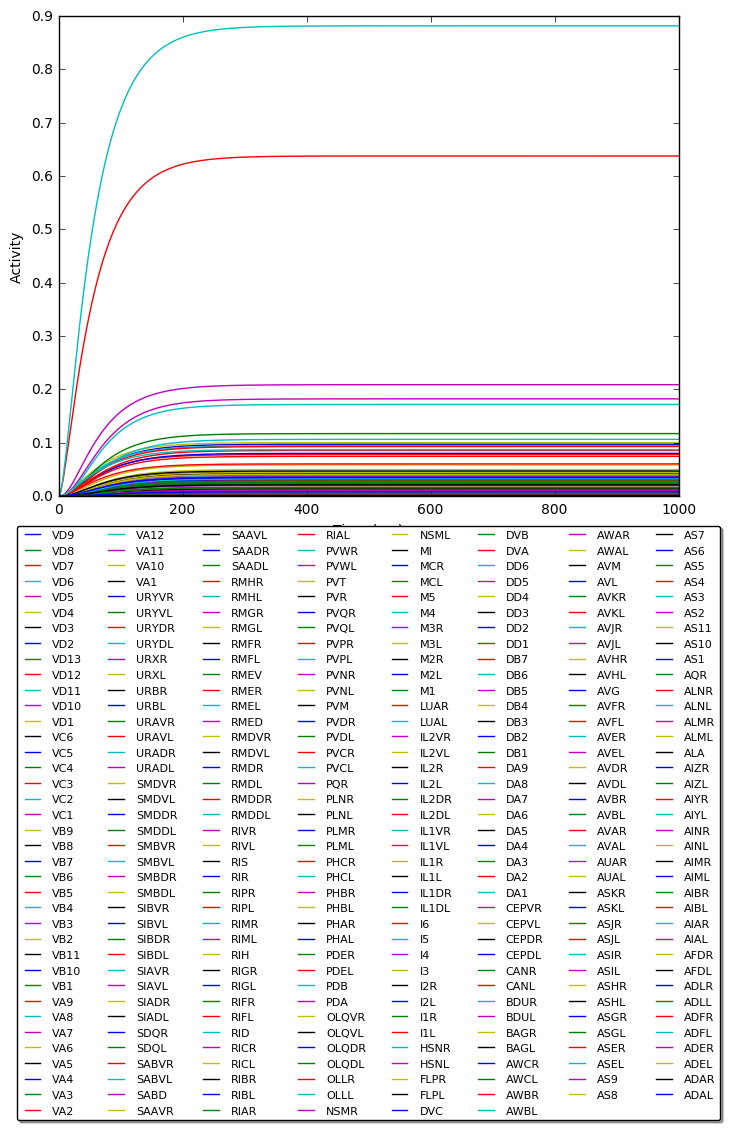 0.9
0.8
0.7
0.6
0.5
0.4
0.3
0.2
0.1
0.0
Activity
0
200
400
600
800
1000
VD9
VD8
VD7
VD6
VD5
VD4
VD3
VD2
VD13
VD12
VD11
VD10
VD1
VC6
VC5
VC4
VC3
VC2
VC1
VB9
VB8
VB7
VB6
VB5
VB4
VB3
VB2
VB11
VB10
VB1
VA9
VA8
VA7
VA6
VA5
VA4
VA3
VA2
VA12
VA11
VA10
VA1
URYVR
URYVL
URYDR
URYDL
URXR
URXL
URBR
URBL
URAVR
URAVL
URADR
URADL
SMDVR
SMDVL
SMDDR
SMDDL
SMBVR
SMBVL
SMBDR
SMBDL
SIBVR
SIBVL
SIBDR
SIBDL
SIAVR
SIAVL
SIADR
SIADL
SDQR
SDQL
SABVR
SABVL
SABD
SAAVR
SAAVL
SAADR
SAADL
RMHR
RMHL
RMGR
RMGL
RMFR
RMFL
RMEV
RMER
RMEL
RMED
RMDVR
RMDVL
RMDR
RMDL
RMDDR
RMDDL
RIVR
RIVL
RIS
RIR
RIPR
RIPL
RIMR
RIML
RIH
RIGR
RIGL
RIFR
RIFL
RID
RICR
RICL
RIBR
RIBL
RIAR
RIAL
PVWR
PVWL
PVT
PVR
PVQR
PVQL
PVPR
PVPL
PVNR
PVNL
PVM
PVDR
PVDL
PVCR
PVCL
PQR
PLNR
PLNL
PLMR
PLML
PHCR
PHCL
PHBR
PHBL
PHAR
PHAL
PDER
PDEL
PDB
PDA
OLQVR
OLQVL
OLQDR
OLQDL
OLLR
OLLL
NSMR
NSML
MI
MCR
MCL
M5
M4
M3R
M3L
M2R
M2L
M1
LUAR
LUAL
IL2VR
IL2VL
IL2R
IL2L
IL2DR
IL2DL
IL1VR
IL1VL
IL1R
IL1L
IL1DR
IL1DL
I6
I5
I4
I3
I2R
I2L
I1R
I1L
HSNR
HSNL
FLPR
FLPL
DVC
DVB
DVA
DD6
DD5
DD4
DD3
DD2
DD1
DB7
DB6
DB5
DB4
DB3
DB2
DB1
DA9
DA8
DA7
DA6
DA5
DA4
DA3
DA2
DA1
CEPVR
CEPVL
CEPDR
CEPDL
CANR
CANL
BDUR
BDUL
BAGR
BAGL
AWCR
AWCL
AWBR
AWBL
AWAR
AWAL
AVM
AVL
AVKR
AVKL
AVJR
AVJL
AVHR
AVHL
AVG
AVFR
AVFL
AVER
AVEL
AVDR
AVDL
AVBR
AVBL
AVAR
AVAL
AUAR
AUAL
ASKR
ASKL
ASJR
ASJL
ASIR
ASIL
ASHR
ASHL
ASGR
ASGL
ASER
ASEL
AS9
AS8
AS7
AS6
AS5
AS4
AS3
AS2
AS11
AS10
AS1
AQR
ALNR
ALNL
ALMR
ALML
ALA
AIZR
AIZL
AIYR
AIYL
AINR
AINL
AIMR
AIML
AIBR
AIBL
AIAR
AIAL
AFDR
AFDL
ADLR
ADLL
ADFR
ADFL
ADER
ADEL
ADAR
ADAL